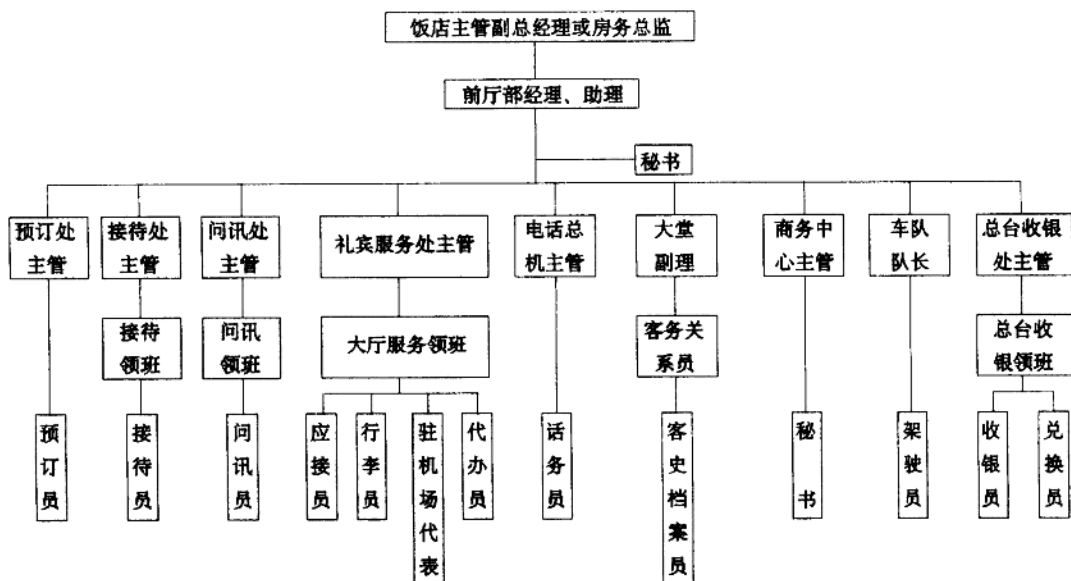 饭店主管副总经理或房务总监
前厅部经理、助理
秘书
预订处
主管
接待处
主管
问讯处
主管
礼宾服务处主管
电话总
机主管
大堂
副理
商务中
心主管
车队
队长
总台收银
处主管
接待
领班
问讯
领班
大厅服务领班
客务关
系员
总台收
银领班
预订员
接待员
问讯员
应接员
行李员
驻机场代表
代办员
话务员
客史档案员
秘书
架驶员
收银员
兑换员